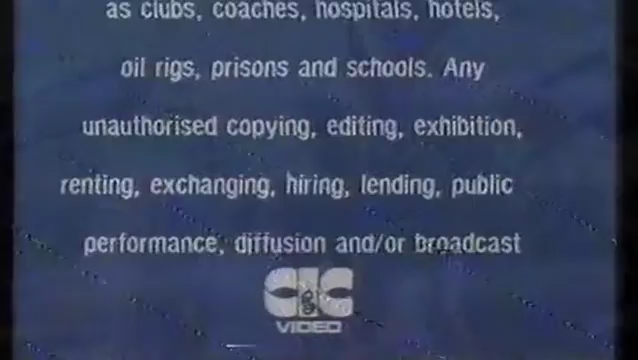 as clubs, coaches, hospitals, hotels,
oil rigs, prisons and schools. Any
unauthorised copying, editing, exhibition,
renting, exchanging, hiring, lending, public
performance, diffusion and/or broadcast
CIC
VIDEO